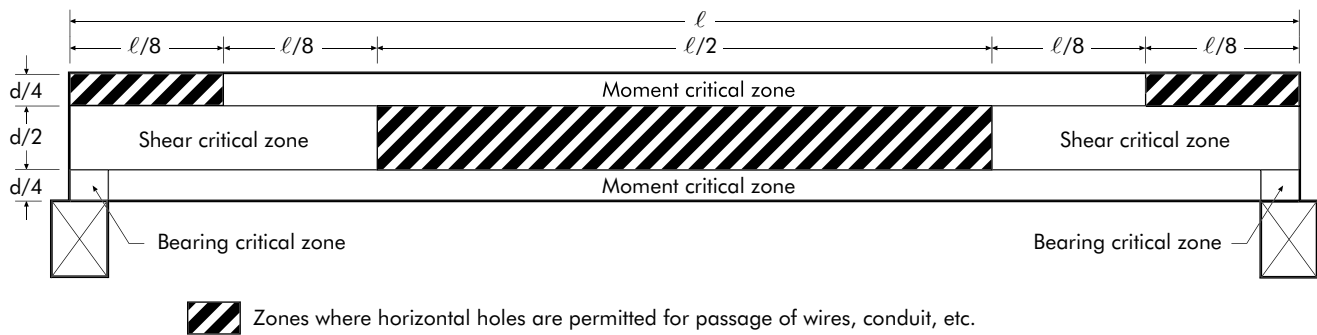 ℓ
ℓ/8 ℓ/8 ℓ/2 ℓ/8 ℓ/8
d/4 Moment critical zone
d/2 Shear critical zone Shear critical zone
d/4 Moment critical zone
Bearing critical zone Bearing critical zone
Zones where horizontal holes are permitted for passage of wires, conduit, etc.